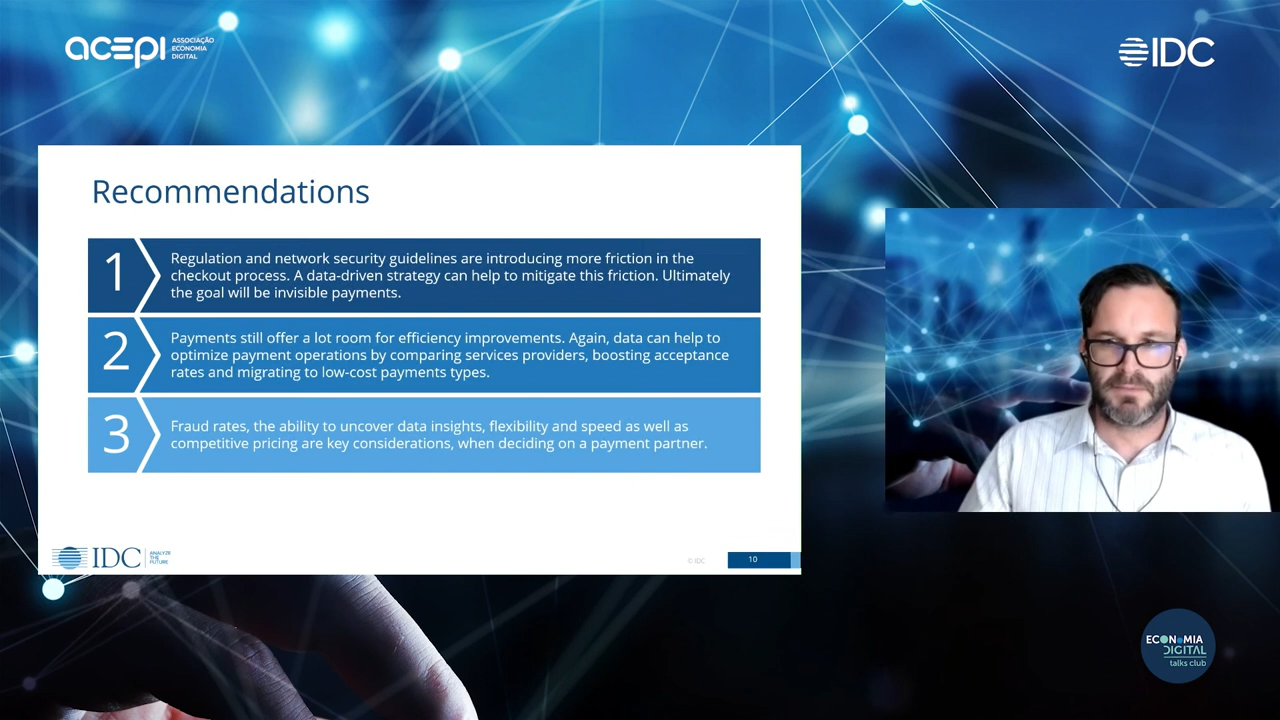 acepi ASSOCIAÇÃO
ECONOMIA
DIGITAL
IDC
Recommendations
1
Regulation and network security guidelines are introducing more friction in the
checkout process. A data-driven strategy can help to mitigate this friction. Ultimately
the goal will be invisible payments.
2
Payments still offer a lot room for efficiency improvements. Again, data can help to
optimize payment operations by comparing services providers, boosting acceptance
rates and migrating to low-cost payments types.
3
Fraud rates, the ability to uncover data insights, flexibility and speed as well as
competitive pricing are key considerations, when deciding on a payment partner.
IDC
ANALYZE
THE
FUTURE
© IDC
10
ECONOMIA
DIGITAL
talks club